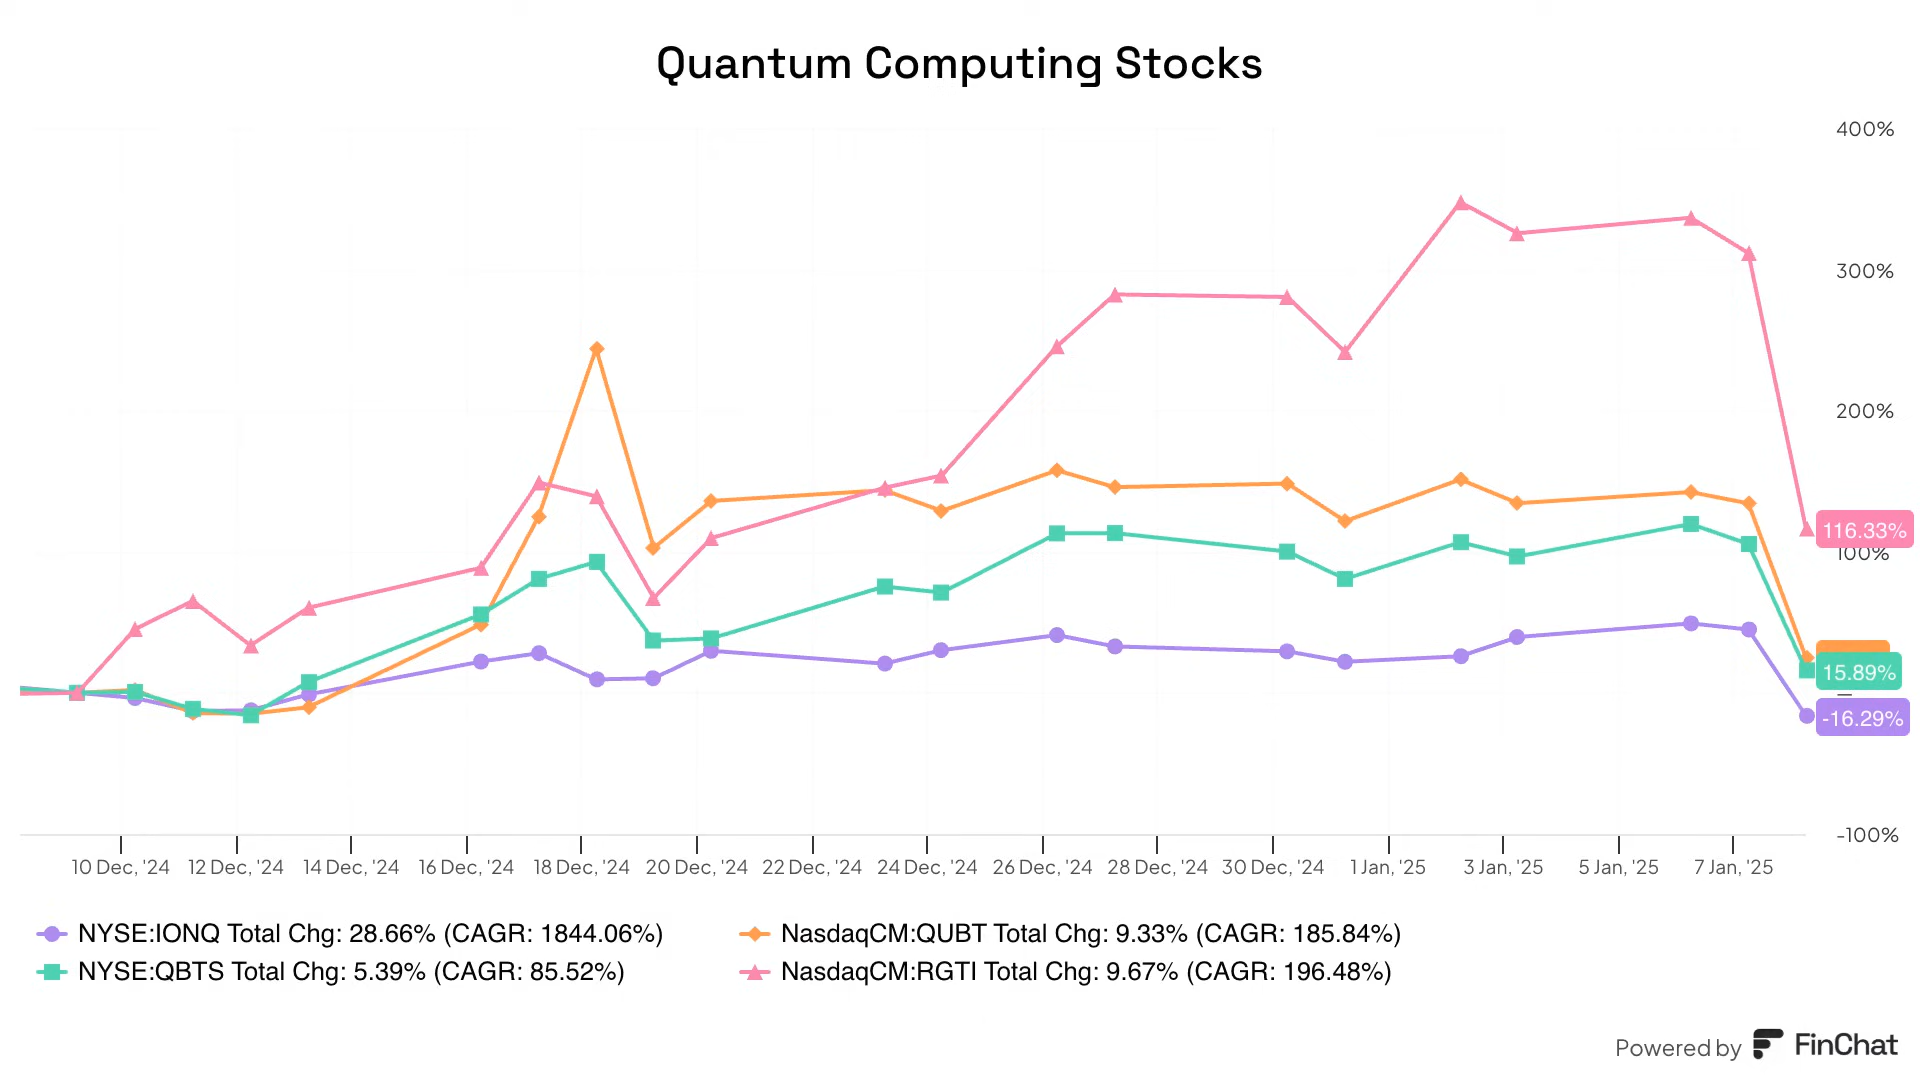 Quantum Computing Stocks
400%
300%
200%
116.33%
100%
15.89%
—
-16.29%
-100%
10 Dec, '24 12 Dec, '24 14 Dec, '24 16 Dec, '24 18 Dec, '24 20 Dec, '24 22 Dec, '24 24 Dec, '24 26 Dec, '24 28 Dec, '24 30 Dec, '24 1 Jan, '25 3 Jan, '25 5 Jan, '25 7 Jan, '25
NYSE:IONQ Total Chg: 28.66% (CAGR: 1844.06%) NasdaqCM:QUBT Total Chg: 9.33% (CAGR: 185.84%)
NYSE:QBTS Total Chg: 5.39% (CAGR: 85.52%) NasdaqCM:RGTI Total Chg: 9.67% (CAGR: 196.48%)
Powered by FinChat